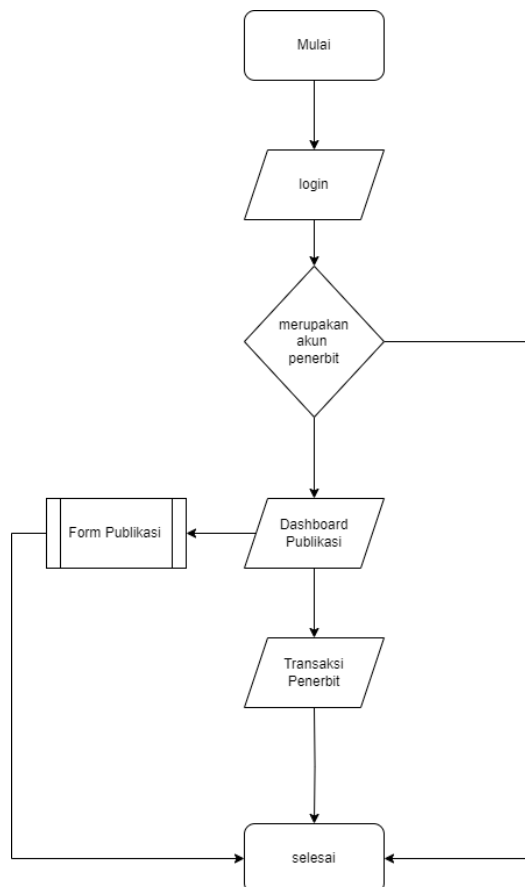 Mulai
login
merupakan
akun
penerbit
Form Publikasi
Dashboard
Publikasi
Transaksi
Penerbit
selesai